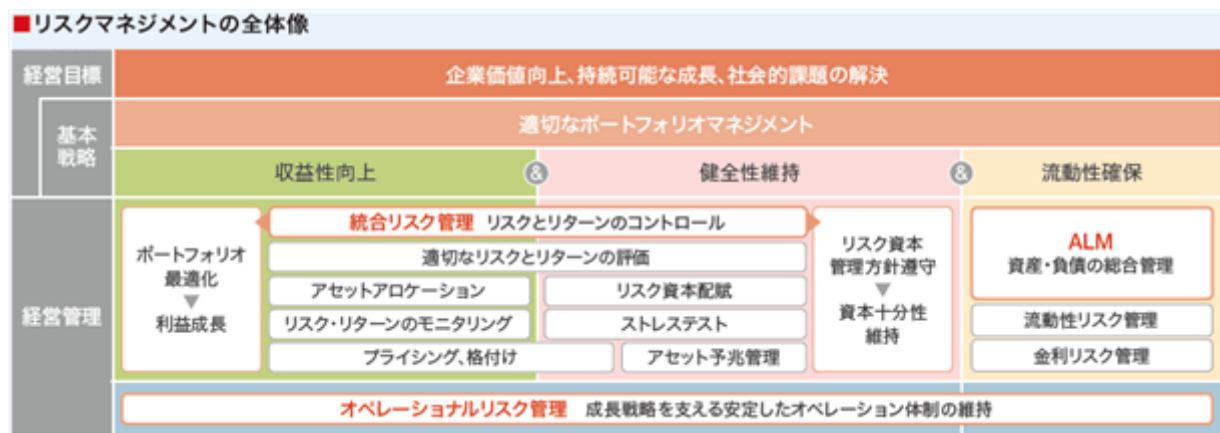 ■リスクマネジメントの全体像
経営目標
企業価値向上、持続可能な成長、社会的課題の解決
基本
戦略
適切なポートフォリオマネジメント
収益性向上 & 健全性維持 & 流動性確保
経営管理
ポートフォリオ
最適化
▼
利益成長
統合リスク管理 リスクとリターンのコントロール
適切なリスクとリターンの評価
アセットアロケーション
リスク資本配賦
リスク・リターンのモニタリング
ストレステスト
プライシング、格付け
アセット予兆管理
リスク資本
管理方針遵守
▼
資本十分性
維持
ALM
資産・負債の総合管理
流動性リスク管理
金利リスク管理
オペレーショナルリスク管理 成長戦略を支える安定したオペレーション体制の維持